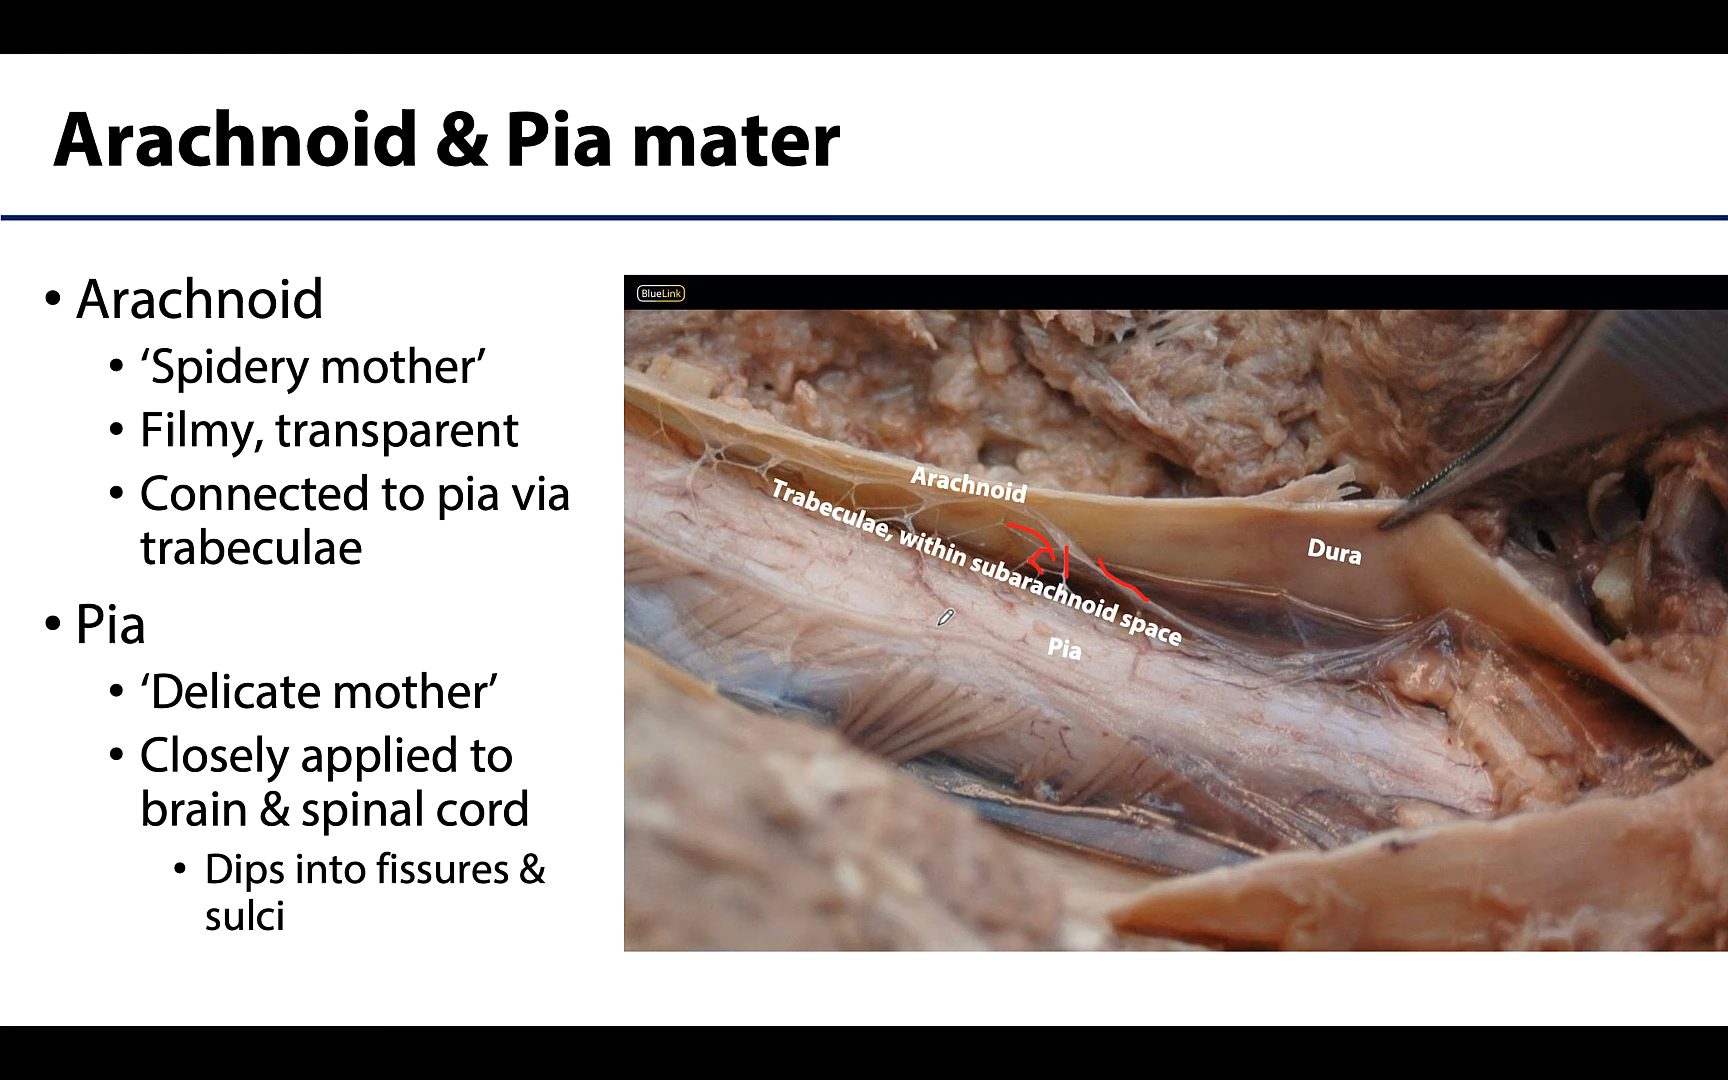 Arachnoid & Pia mater
• Arachnoid
• ‘Spidery mother’
• Filmy, transparent
• Connected to pia via
trabeculae
• Pia
• ‘Delicate mother’
• Closely applied to
brain & spinal cord
• Dips into fissures &
sulci
BlueLink
Arachnoid
Trabeculae, within subarachnoid space
Dura
Pia